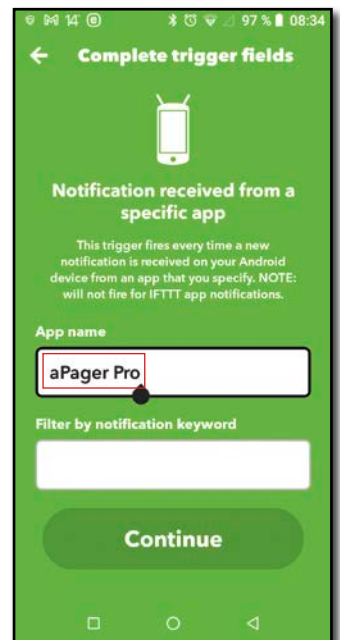 14° 97 % 08:34
Complete trigger fields
Notification received from a
specific app
This trigger fires every time a new
notification is received on your Android
device from an app that you specify. NOTE:
will not fire for IFTTT app notifications.
App name
aPager Pro
Filter by notification keyword
Continue